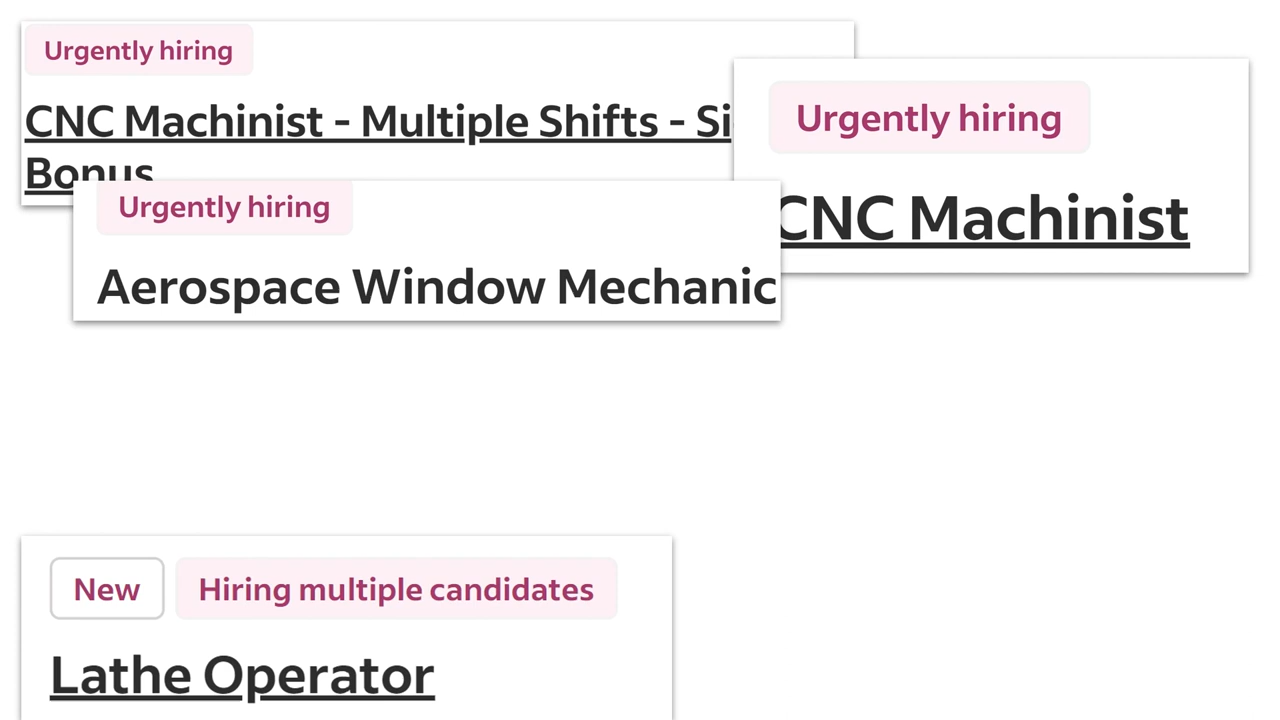 Urgently hiring
CNC Machinist - Multiple Shifts -
Bonus
Urgently hiring
CNC Machinist
Urgently hiring
Aerospace Window Mechanic
New Hiring multiple candidates
Lathe Operator